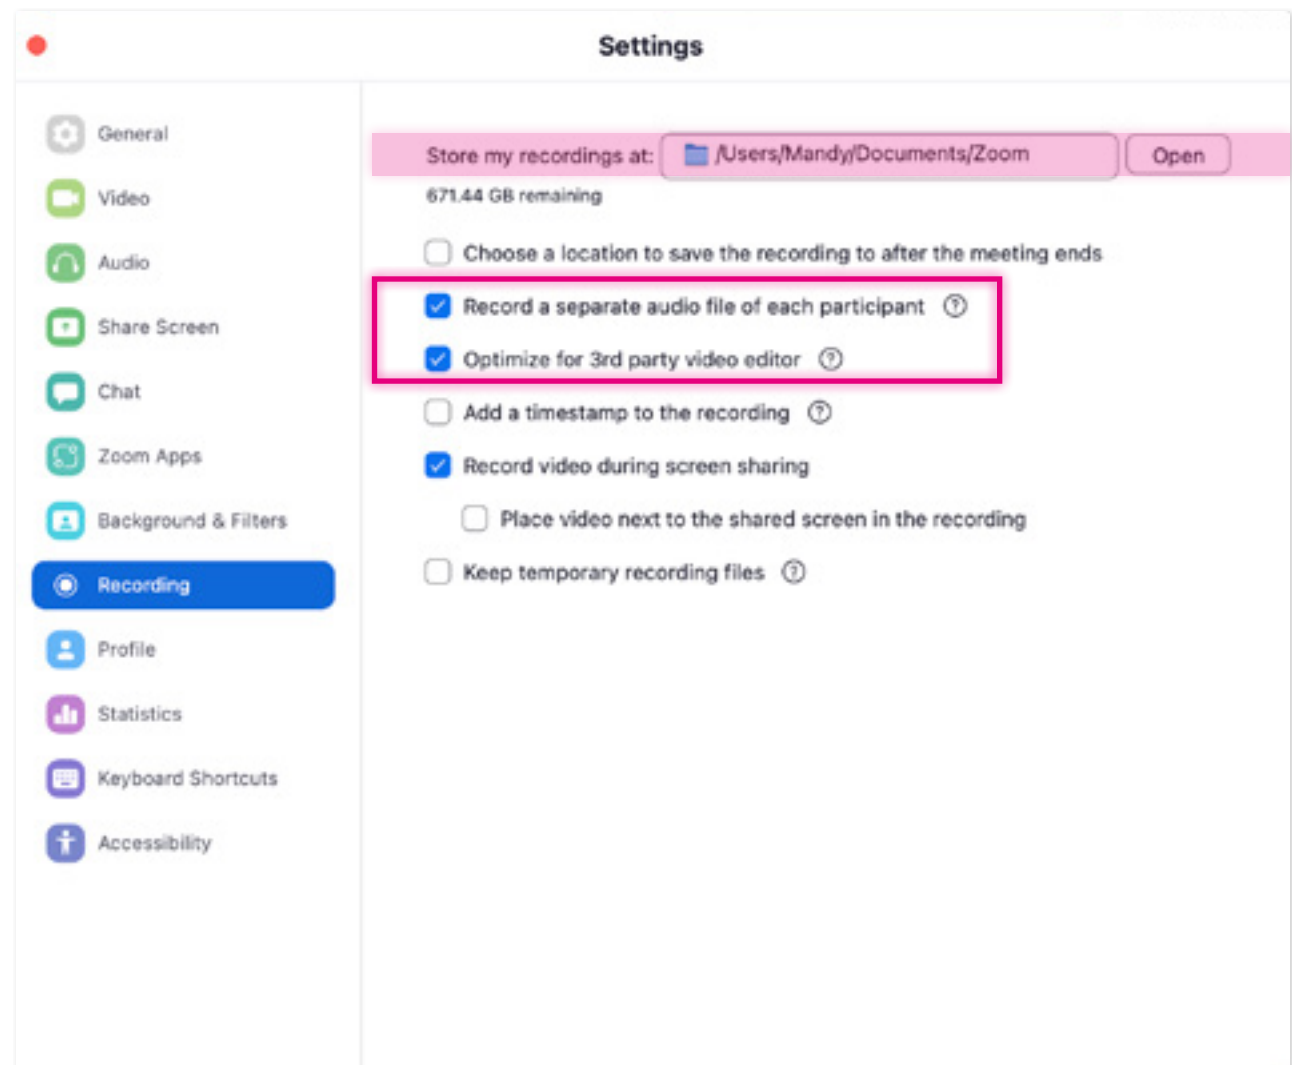 Settings
General
Video
Audio
Share Screen
Chat
Zoom Apps
Background & Filters
Recording
Profile
Statistics
Keyboard Shortcuts
Accessibility
Store my recordings at: /Users/Mandy/Documents/Zoom Open
671.44 GB remaining
Choose a location to save the recording to after the meeting ends
Record a separate audio file of each participant ?
Optimize for 3rd party video editor ?
Add a timestamp to the recording ?
Record video during screen sharing
Place video next to the shared screen in the recording
Keep temporary recording files ?